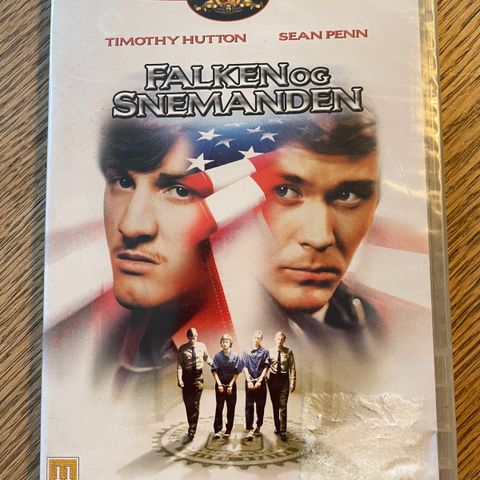 TIMOTHY HUTTON SEAN PENN
FALKEN OG
SNEMANDEN
11